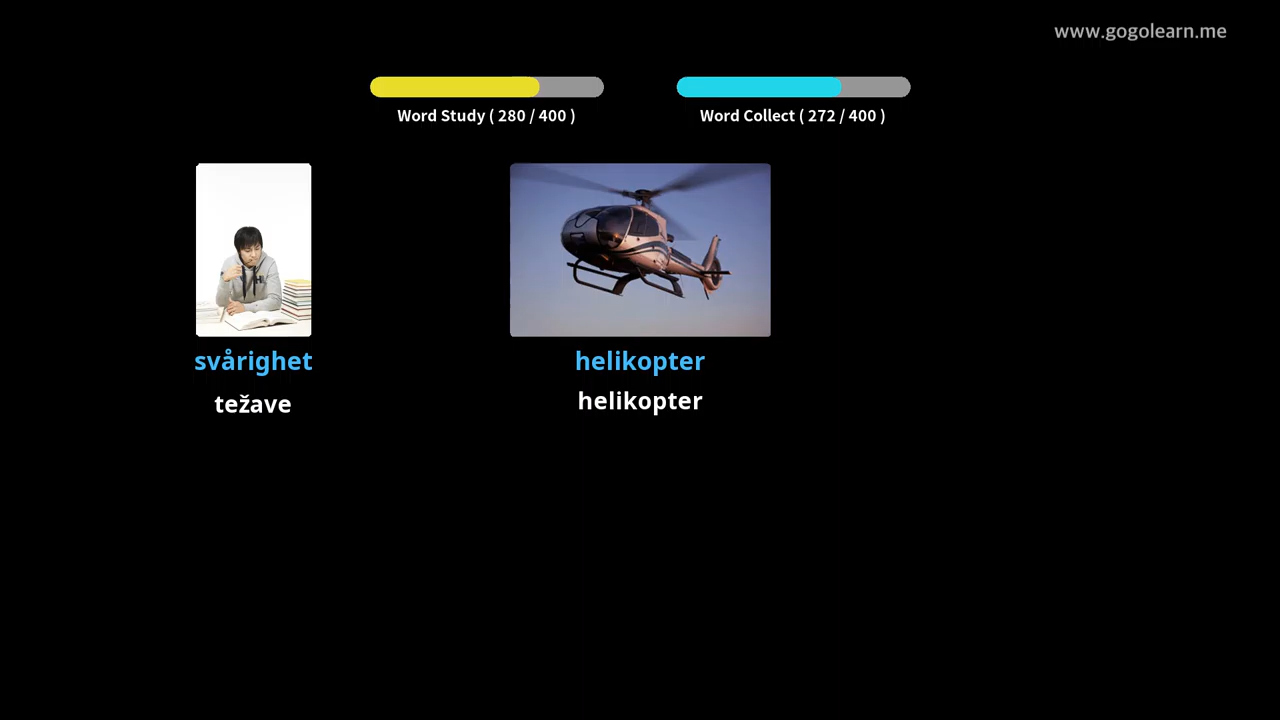 www.gogolearn.me
Word Study ( 280 / 400 )
Word Collect ( 272 / 400 )
svårighet
težave
helikopter
helikopter